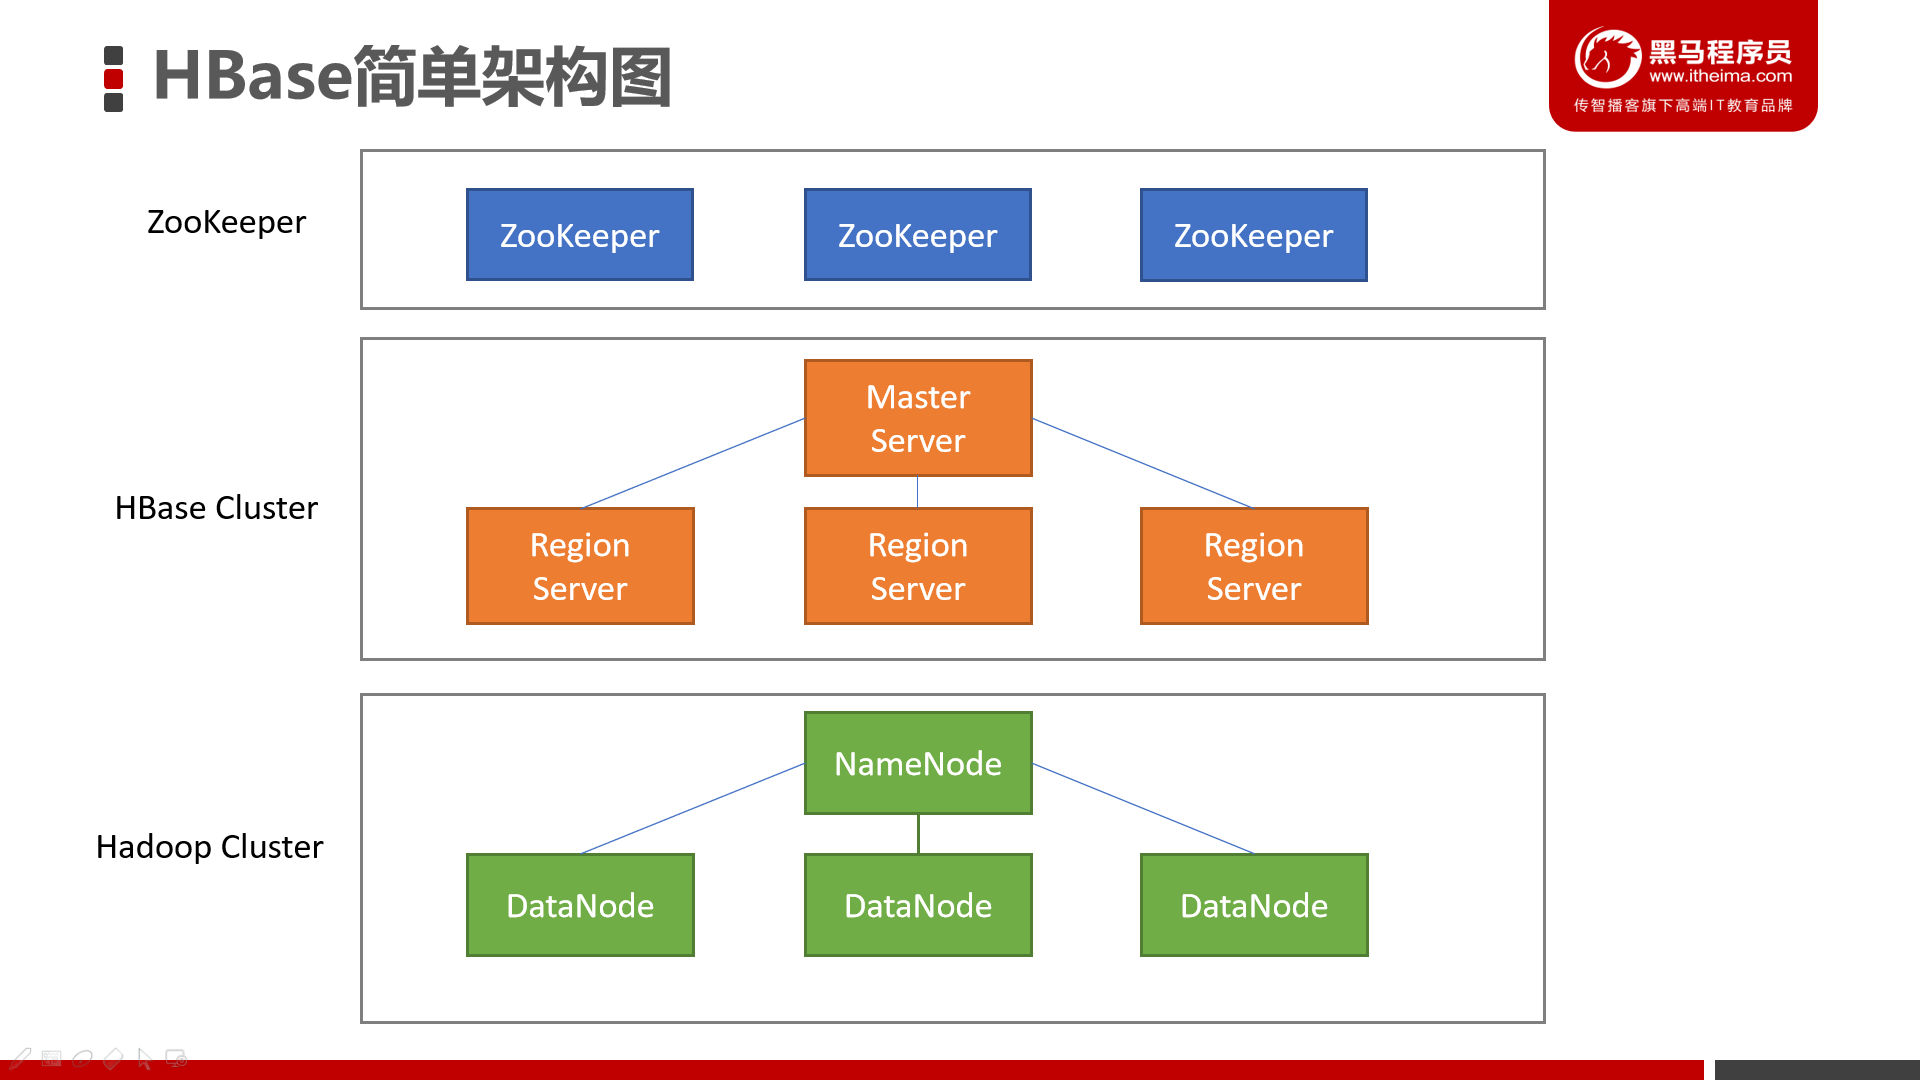 HBase简单架构图
黑马程序员
www.itheima.com
传智播客旗下高端IT教育品牌
ZooKeeper
ZooKeeper
ZooKeeper
ZooKeeper
HBase Cluster
Master
Server
Region
Server
Region
Server
Region
Server
Hadoop Cluster
NameNode
DataNode
DataNode
DataNode